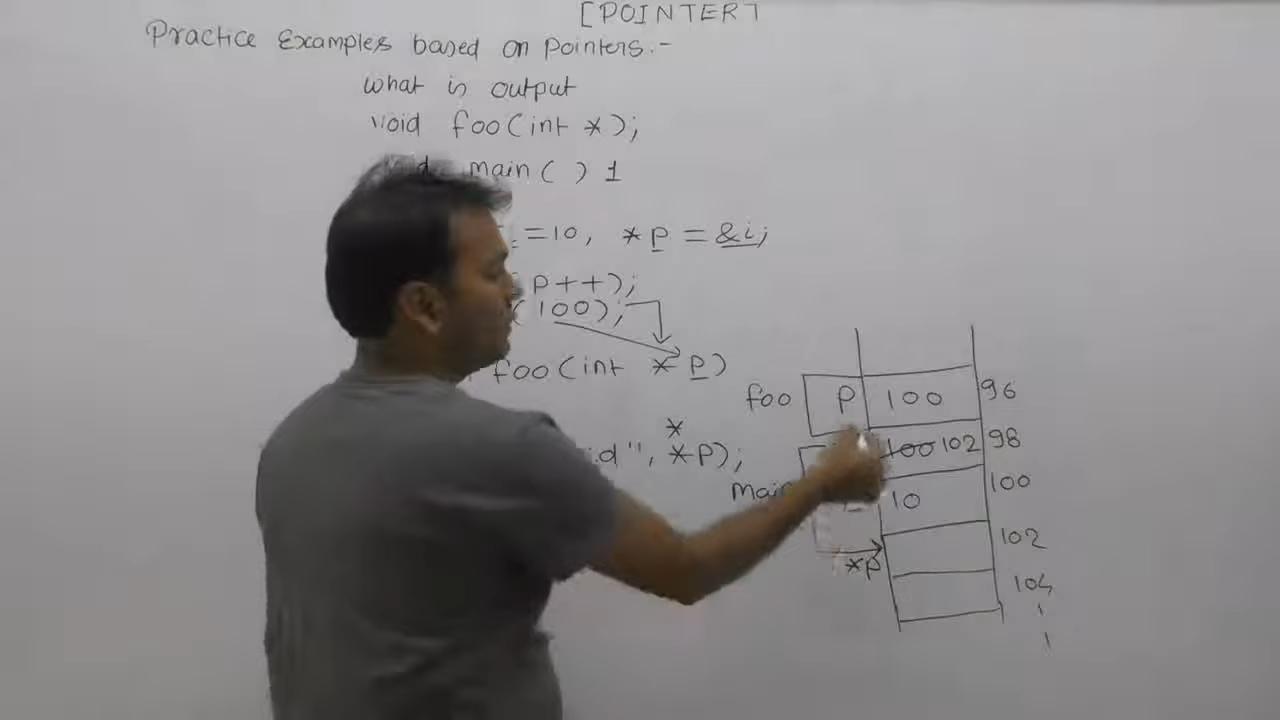 [POINTER]
Practice Examples based on pointers:-
what is output
void foo(int *);
main ( ) {
=10, *p = &i;
p++);
(100);
foo(int *p)
*
d", *p);
foo p 100 96
100 102 98
main 10 100
102
*p
104